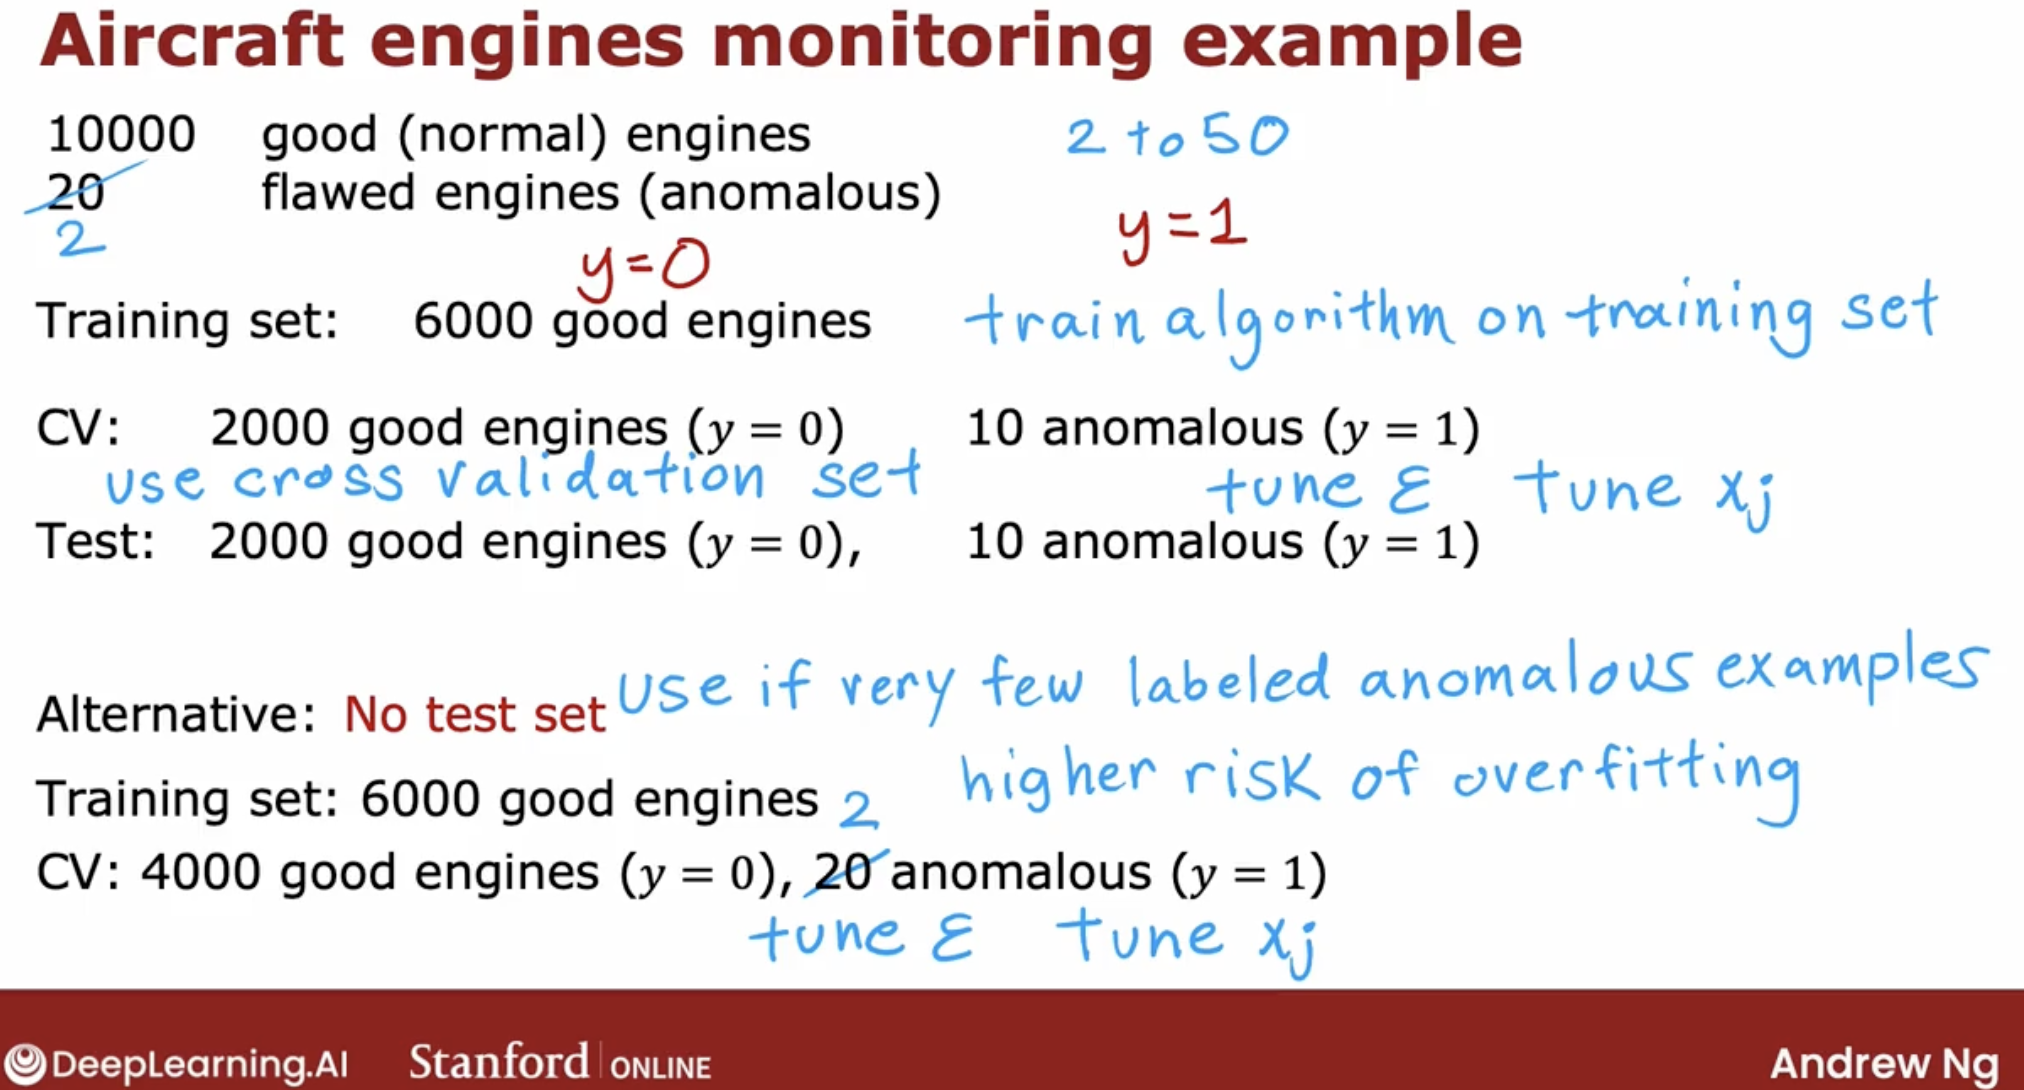 Aircraft engines monitoring example
10000 good (normal) engines 2 to 50
20 flawed engines (anomalous)
2 y=0 y=1
Training set: 6000 good engines train algorithm on training set
CV: 2000 good engines (y = 0) 10 anomalous (y = 1)
use cross validation set tune ε tune xj
Test: 2000 good engines (y = 0), 10 anomalous (y = 1)
Alternative: No test set use if very few labeled anomalous examples
higher risk of overfitting
Training set: 6000 good engines 2
CV: 4000 good engines (y = 0), 20 anomalous (y = 1)
tune ε tune xj
DeepLearning.AI Stanford ONLINE Andrew Ng